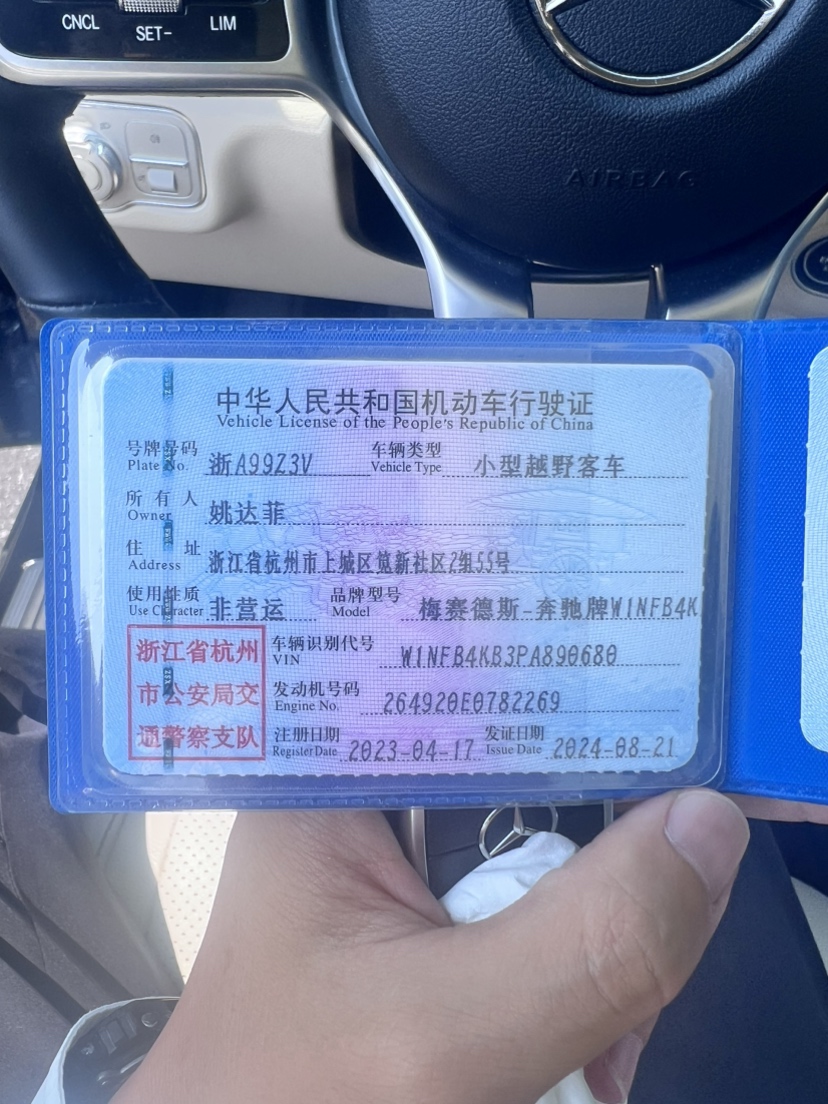 CNCL
SET-
LIM
AIRBAG
中华人民共和国机动车行驶证
Vehicle License of the People's Republic of China
号牌号码 浙A99Z3V 车辆类型 小型越野客车
Plate No. Vehicle Type
所有人 姚达菲
Owner
住址 浙江省杭州市上城区笕新社区2组55号
Address
使用性质 非营运 品牌型号 梅赛德斯-奔驰牌W1NFB4K
Use Character Model
浙江省杭州
市公安局交
通警察支队
车辆识别代号 W1NFB4KB3PA890680
VIN
发动机号码 264920E0782269
Engine No.
注册日期 2023-04-17 发证日期 2024-08-21
Register Date Issue Date